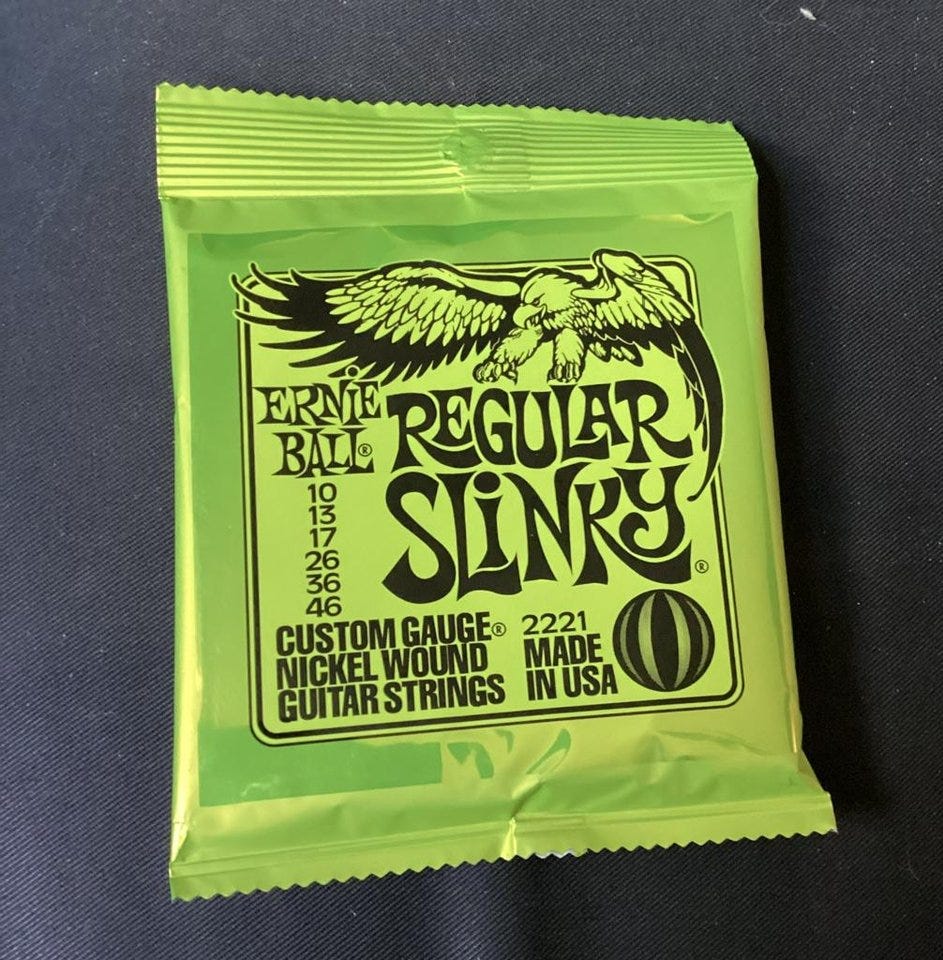 ERNiE
BALL®
REGULAR
SLiNKY®
10
13
17
26
36
46
CUSTOM GAUGE®
NICKEL WOUND
GUITAR STRINGS
2221
MADE
IN USA